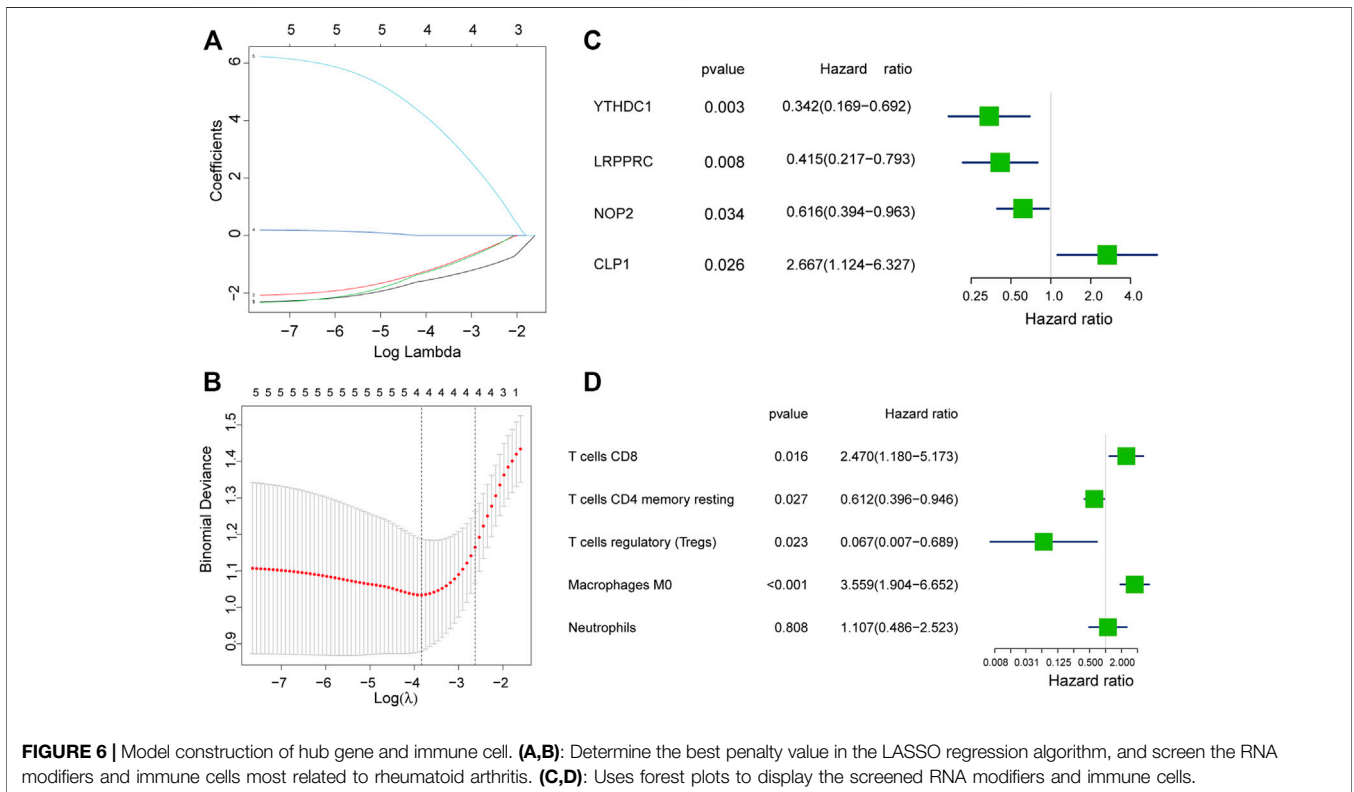 A
5 5 5 4 4 3
Coefficients
6
4
2
0
−2
−7 −6 −5 −4 −3 −2
Log Lambda
B
5 5 5 5 5 5 5 5 5 5 5 5 5 4 4 4 4 4 4 4 3 1
Binomial Deviance
1.5
1.4
1.3
1.2
1.1
1.0
0.9
−7 −6 −5 −4 −3 −2
Log(λ)
C
pvalue Hazard ratio
YTHDC1 0.003 0.342(0.169−0.692)
LRPPRC 0.008 0.415(0.217−0.793)
NOP2 0.034 0.616(0.394−0.963)
CLP1 0.026 2.667(1.124−6.327)
0.25 0.50 1.0 2.0 4.0
Hazard ratio
D
pvalue Hazard ratio
T cells CD8 0.016 2.470(1.180−5.173)
T cells CD4 memory resting 0.027 0.612(0.396−0.946)
T cells regulatory (Tregs) 0.023 0.067(0.007−0.689)
Macrophages M0 <0.001 3.559(1.904−6.652)
Neutrophils 0.808 1.107(0.486−2.523)
0.008 0.031 0.125 0.500 2.000
Hazard ratio
FIGURE 6 | Model construction of hub gene and immune cell. (A,B): Determine the best penalty value in the LASSO regression algorithm, and screen the RNA
modifiers and immune cells most related to rheumatoid arthritis. (C,D): Uses forest plots to display the screened RNA modifiers and immune cells.